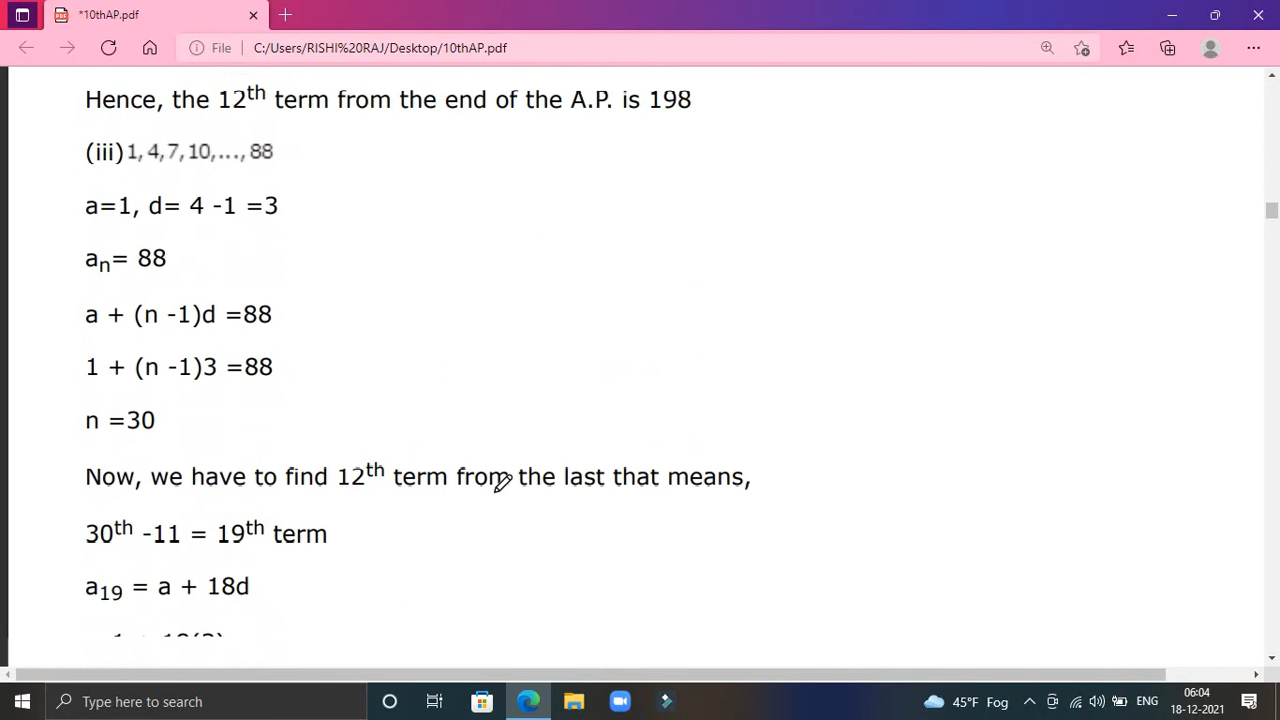 *10thAP.pdf
File C:/Users/RISHI%20RAJ/Desktop/10thAP.pdf
Hence, the 12th term from the end of the A.P. is 198
(iii) 1, 4, 7, 10, ..., 88
a=1, d= 4 -1 =3
an= 88
a + (n -1)d =88
1 + (n -1)3 =88
n =30
Now, we have to find 12th term from the last that means,
30th -11 = 19th term
a19 = a + 18d
Type here to search
45°F Fog
ENG
06:04
18-12-2021